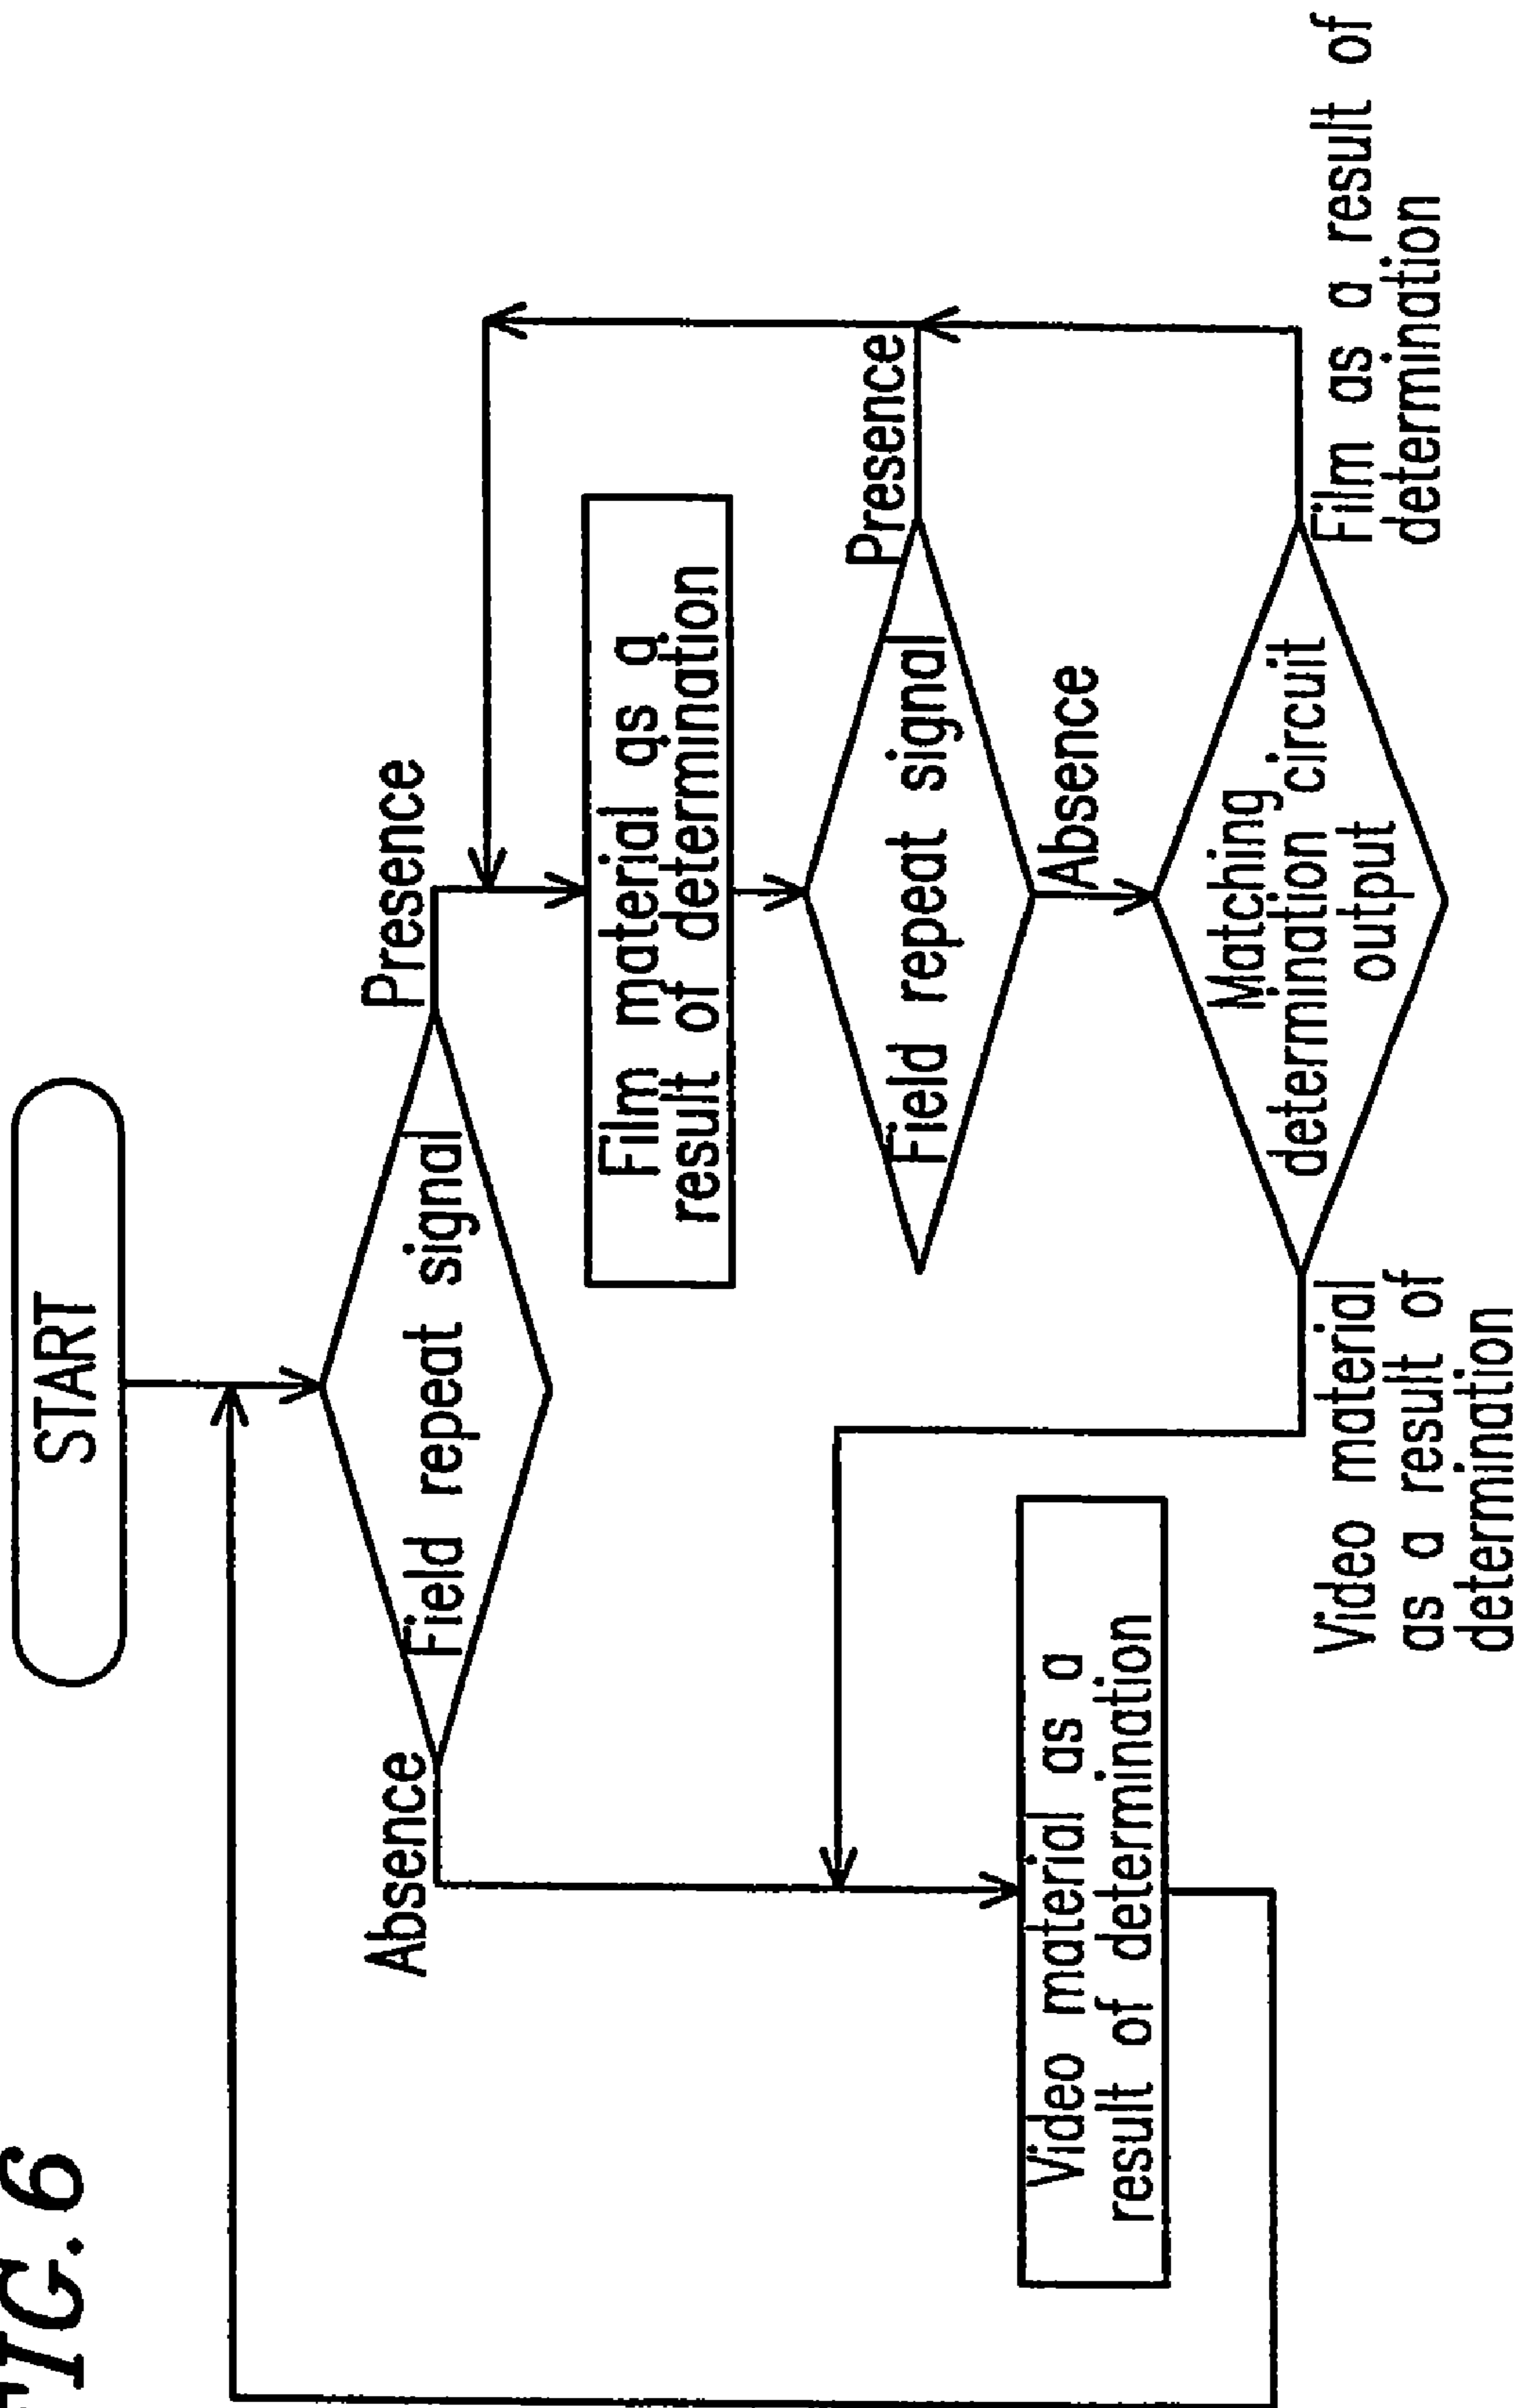 FIG. 6
START
Field repeat signal
Absence
Presence
Film material as a
result of determination
Field repeat signal
Presence
Absence
Matching
determination circuit
output
Video material as a
result of determination
Video material
as a result of
determination
Film as a result of
determination